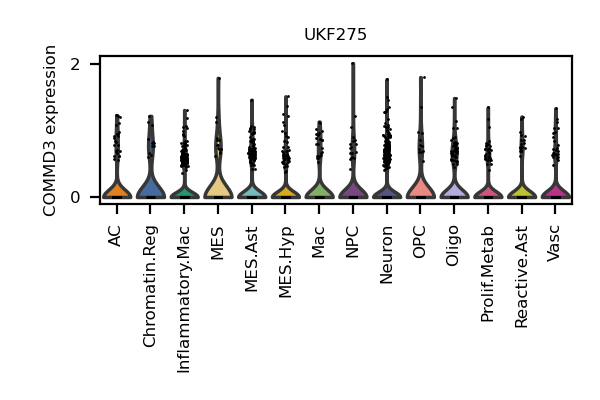 UKF275
COMMD3 expression
2
0
AC
Chromatin.Reg
Inflammatory.Mac
MES
MES.Ast
MES.Hyp
Mac
NPC
Neuron
OPC
Oligo
Prolif.Metab
Reactive.Ast
Vasc